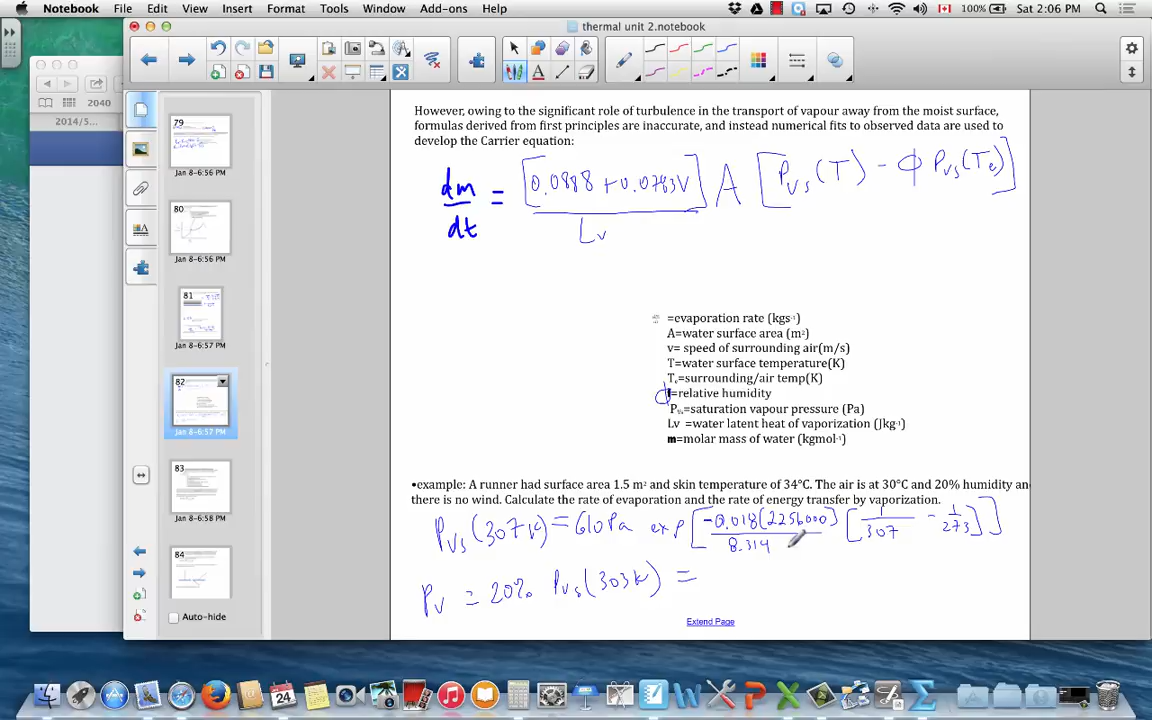 Notebook File Edit View Insert Format Tools Window Add-ons Help 100% Sat 2:06 PM
thermal unit 2.notebook
2040
2014/5...
79
Jan 8-6:56 PM
80
Jan 8-6:56 PM
81
Jan 8-6:57 PM
82
Jan 8-6:57 PM
83
Jan 8-6:58 PM
84
Auto-hide
However, owing to the significant role of turbulence in the transport of vapour away from the moist surface,
formulas derived from first principles are inaccurate, and instead numerical fits to observed data are used to
develop the Carrier equation:
dm/dt = [0.0888 + 0.0783V]/Lv A [Pvs(T) - ϕ Pvs(Te)]
=evaporation rate (kgs-1)
A=water surface area (m2)
v= speed of surrounding air(m/s)
T=water surface temperature(K)
Te=surrounding/air temp(K)
ϕ=relative humidity
Pvs=saturation vapour pressure (Pa)
Lv =water latent heat of vaporization (Jkg-1)
m=molar mass of water (kgmol-1)
•example: A runner had surface area 1.5 m2 and skin temperature of 34°C. The air is at 30°C and 20% humidity an
there is no wind. Calculate the rate of evaporation and the rate of energy transfer by vaporization.
Pvs(307K) = 610Pa exp[-0.018(2256000)/8.314 [1/307 - 1/273]]
Pv = 20% Pvs(303K) =
Extend Page
24